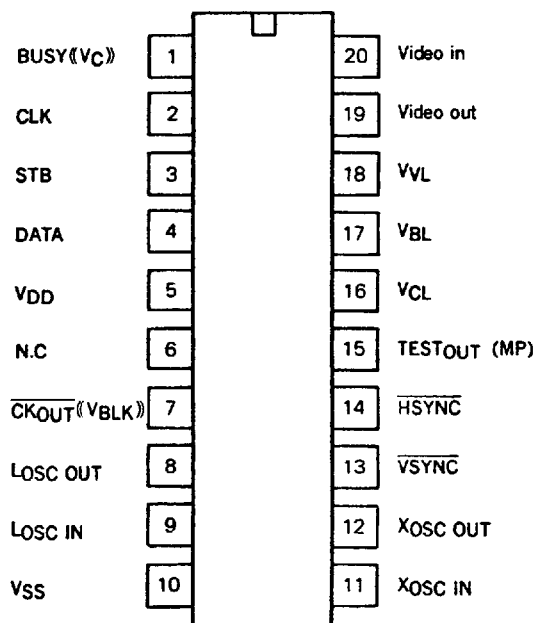 BUSY⟪VC⟫ 1 20 Video in
CLK 2 19 Video out
STB 3 18 VVL
DATA 4 17 VBL
VDD 5 16 VCL
N.C 6 15 TESTOUT (MP)
CKOUT⟪VBLK⟫ 7 14 HSYNC
LOSC OUT 8 13 VSYNC
LOSC IN 9 12 XOSC OUT
VSS 10 11 XOSC IN